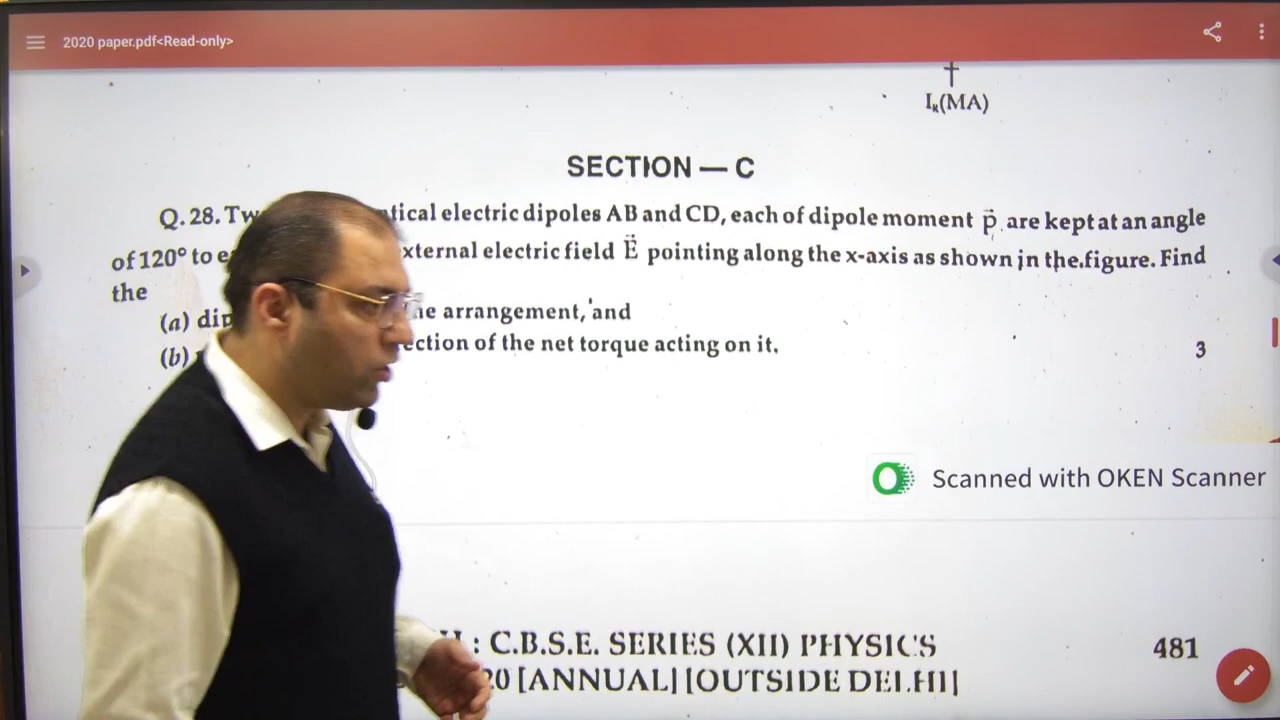 2020 paper.pdf<Read-only>
I (MA)
SECTION — C
Q. 28. Tw tical electric dipoles AB and CD, each of dipole moment p⃗ are kept at an angle
of 120° to e xternal electric field E⃗ pointing along the x-axis as shown in the figure. Find
the
(a) dip he arrangement, and
(b) ection of the net torque acting on it.
3
Scanned with OKEN Scanner
: C.B.S.E. SERIES (XII) PHYSICS
481
20 [ANNUAL] [OUTSIDE DELHI]